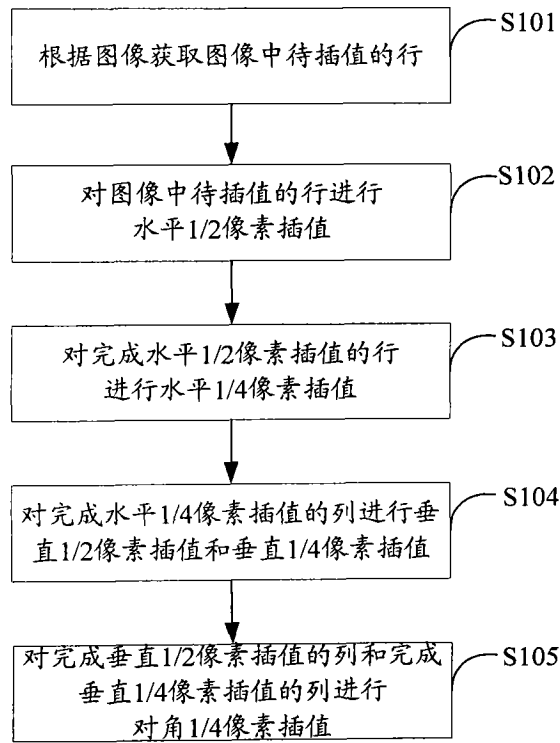 S101
根据图像获取图像中待插值的行
S102
对图像中待插值的行进行
水平1/2像素插值
S103
对完成水平1/2像素插值的行
进行水平1/4像素插值
S104
对完成水平1/4像素插值的列进行垂
直1/2像素插值和垂直1/4像素插值
S105
对完成垂直1/2像素插值的列和完成
垂直1/4像素插值的列进行
对角1/4像素插值